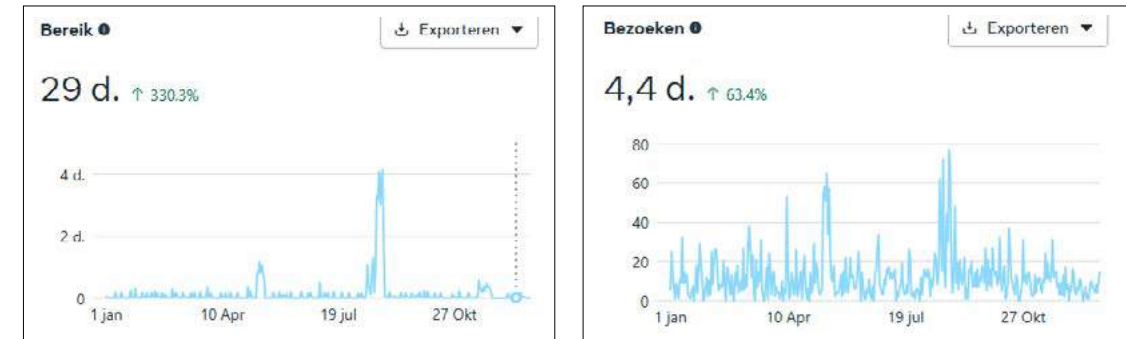 Bereik
Exporteren
29 d. ↑ 330.3%
4 d.
2 d.
0
1 jan 10 Apr 19 jul 27 Okt
Bezoeken
Exporteren
4,4 d. ↑ 63.4%
80
60
40
20
0
1 jan 10 Apr 19 jul 27 Okt